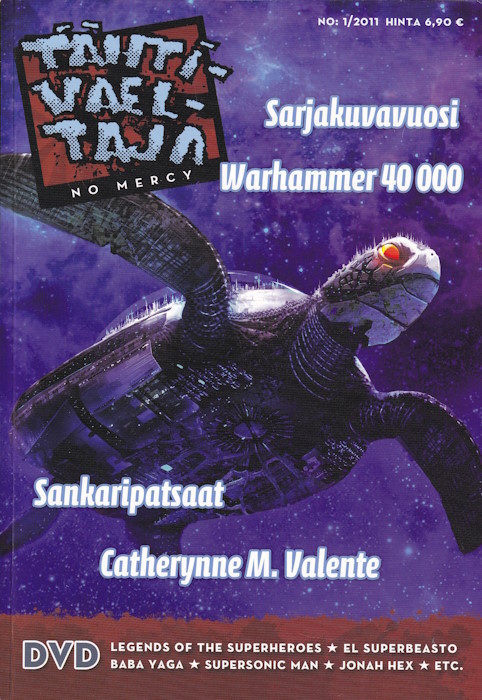 NO: 1/2011 HINTA 6,90 €
TÄHTI-
VAEL-
TAJA
NO MERCY
Sarjakuvavuosi
Warhammer 40 000
Sankaripatsaat
Catherynne M. Valente
DVD
LEGENDS OF THE SUPERHEROES ★ EL SUPERBEASTO
BABA YAGA ★ SUPERSONIC MAN ★ JONAH HEX ★ ETC.